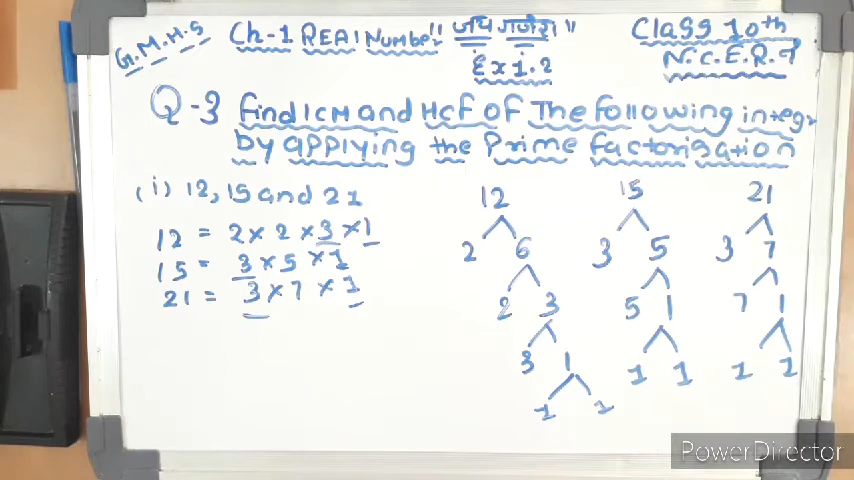 G.M.H.S Ch-1 REAl Number "जय गणेश" Class 10th
Ex 1.2 N.C.E.R.T
Q-3 find lCM and HCF OF The following integ
by applying the Prime factorisation
(i) 12, 15 and 21
12 = 2 × 2 × 3 × 1
15 = 3 × 5 × 1
21 = 3 × 7 × 1
12 15 21
2 6 3 5 3 7
2 3 5 1 7 1
3 1 1 1 1 1
1 1
PowerDirector